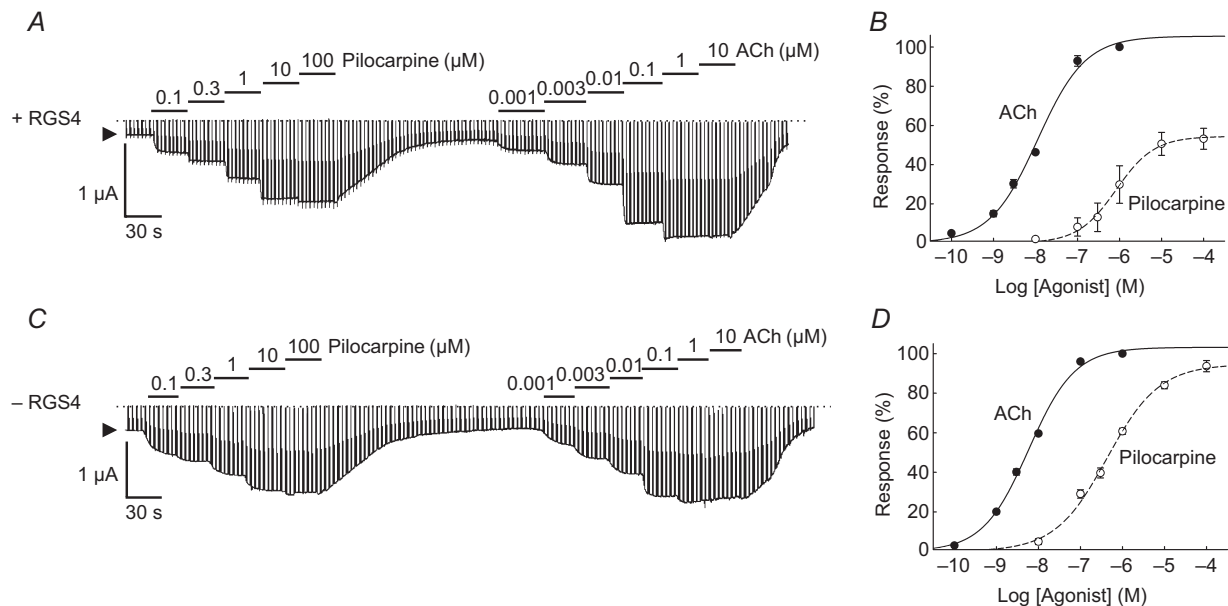 A
0.1
0.3
1
10
100
Pilocarpine (µM)
0.001
0.003
0.01
0.1
1
10
ACh (µM)
+ RGS4
1 µA
30 s
B
100
80
60
40
20
0
Response (%)
ACh
Pilocarpine
–10 –9 –8 –7 –6 –5 –4
Log [Agonist] (M)
C
0.1
0.3
1
10
100
Pilocarpine (µM)
0.001
0.003
0.01
0.1
1
10
ACh (µM)
– RGS4
1 µA
30 s
D
100
80
60
40
20
0
Response (%)
ACh
Pilocarpine
–10 –9 –8 –7 –6 –5 –4
Log [Agonist] (M)